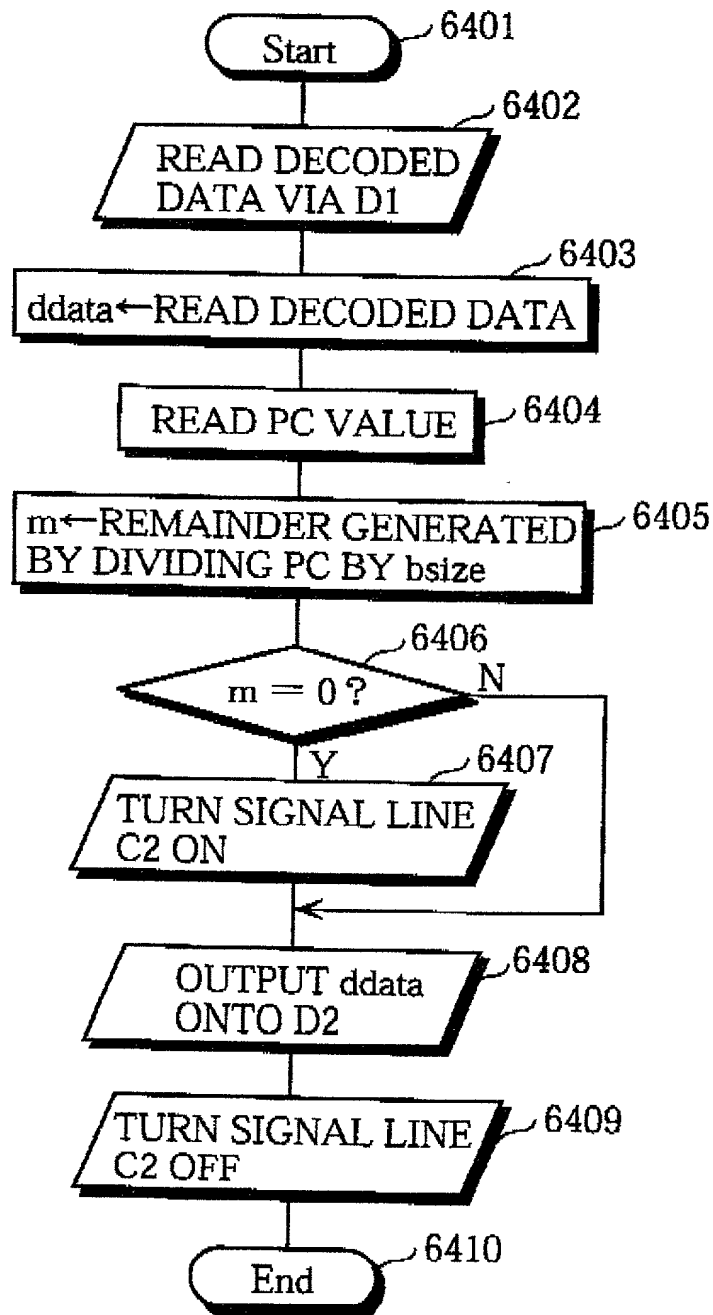 Start
6401
6402
READ DECODED
DATA VIA D1
6403
ddata←READ DECODED DATA
READ PC VALUE
6404
m←REMAINDER GENERATED
BY DIVIDING PC BY bsize
6405
6406
m = 0 ?
N
Y
6407
TURN SIGNAL LINE
C2 ON
OUTPUT ddata
ONTO D2
6408
TURN SIGNAL LINE
C2 OFF
6409
End
6410